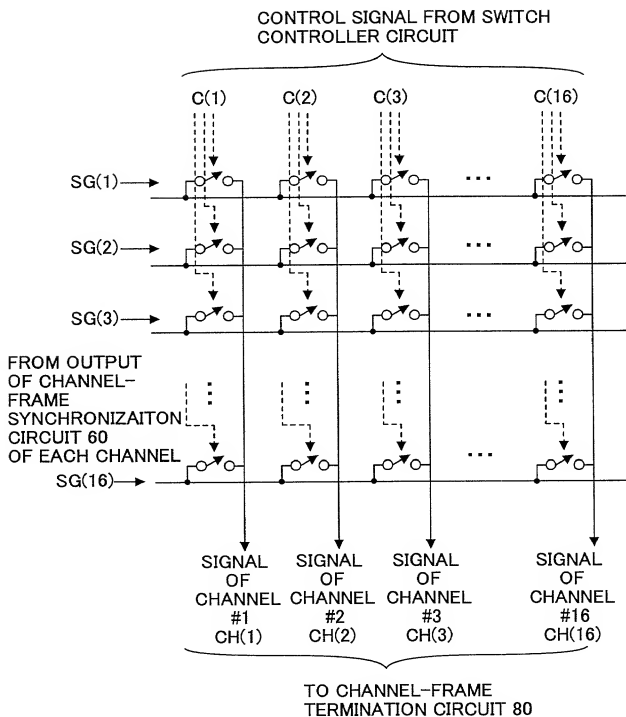 CONTROL SIGNAL FROM SWITCH
CONTROLLER CIRCUIT
C(1) C(2) C(3) C(16)
SG(1)
SG(2)
SG(3)
FROM OUTPUT
OF CHANNEL-
FRAME
SYNCHRONIZAITON
CIRCUIT 60
OF EACH CHANNEL
SG(16)
SIGNAL
OF
CHANNEL
#1
CH(1)
SIGNAL
OF
CHANNEL
#2
CH(2)
SIGNAL
OF
CHANNEL
#3
CH(3)
SIGNAL
OF
CHANNEL
#16
CH(16)
TO CHANNEL-FRAME
TERMINATION CIRCUIT 80